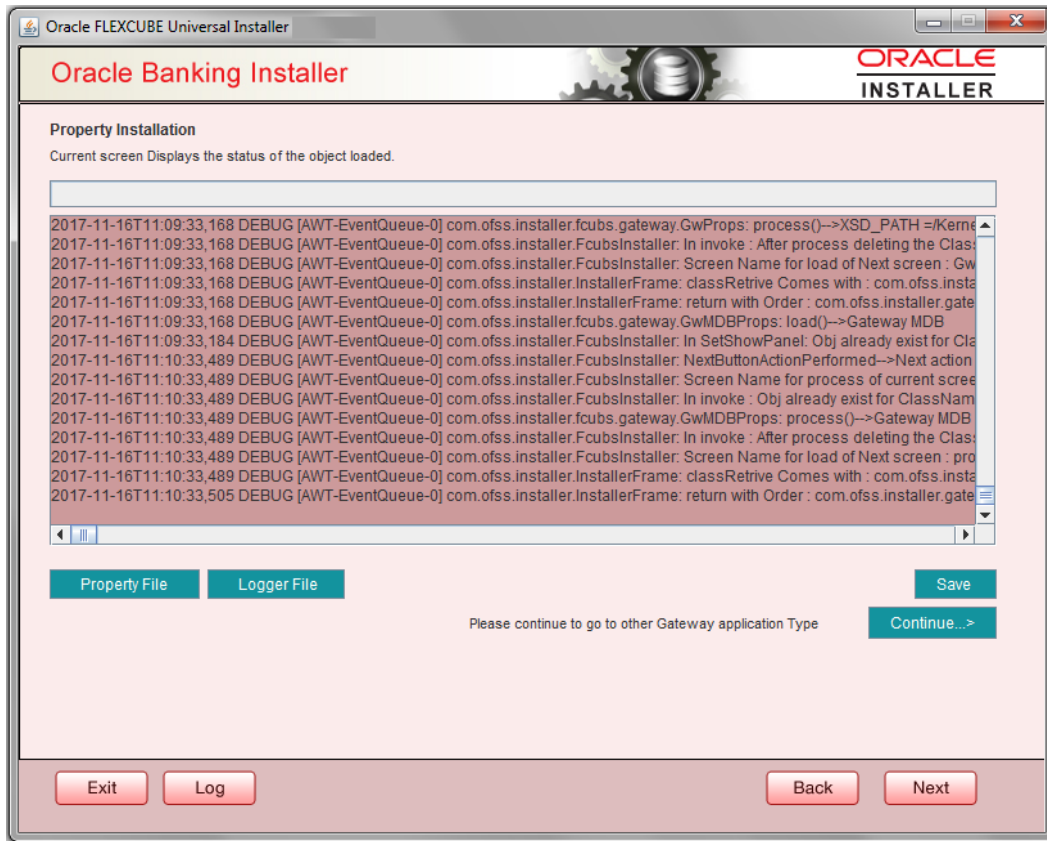 Oracle FLEXCUBE Universal Installer
Oracle Banking Installer
ORACLE
INSTALLER
Property Installation
Current screen Displays the status of the object loaded.
2017-11-16T11:09:33,168 DEBUG [AWT-EventQueue-0] com.ofss.installer.fcubs.gateway.GwProps: process()-->XSD_PATH =/Kerne
2017-11-16T11:09:33,168 DEBUG [AWT-EventQueue-0] com.ofss.installer.FcubsInstaller: In invoke : After process deleting the Clas
2017-11-16T11:09:33,168 DEBUG [AWT-EventQueue-0] com.ofss.installer.FcubsInstaller: Screen Name for load of Next screen : Gw
2017-11-16T11:09:33,168 DEBUG [AWT-EventQueue-0] com.ofss.installer.InstallerFrame: classRetrive Comes with : com.ofss.insta
2017-11-16T11:09:33,168 DEBUG [AWT-EventQueue-0] com.ofss.installer.InstallerFrame: return with Order : com.ofss.installer.gate
2017-11-16T11:09:33,168 DEBUG [AWT-EventQueue-0] com.ofss.installer.fcubs.gateway.GwMDBProps: load()-->Gateway MDB
2017-11-16T11:09:33,184 DEBUG [AWT-EventQueue-0] com.ofss.installer.FcubsInstaller: In SetShowPanel: Obj already exist for Cla
2017-11-16T11:10:33,489 DEBUG [AWT-EventQueue-0] com.ofss.installer.FcubsInstaller: NextButtonActionPerformed-->Next action
2017-11-16T11:10:33,489 DEBUG [AWT-EventQueue-0] com.ofss.installer.FcubsInstaller: Screen Name for process of current scree
2017-11-16T11:10:33,489 DEBUG [AWT-EventQueue-0] com.ofss.installer.FcubsInstaller: In invoke : Obj already exist for ClassNam
2017-11-16T11:10:33,489 DEBUG [AWT-EventQueue-0] com.ofss.installer.fcubs.gateway.GwMDBProps: process()-->Gateway MDB
2017-11-16T11:10:33,489 DEBUG [AWT-EventQueue-0] com.ofss.installer.FcubsInstaller: In invoke : After process deleting the Clas
2017-11-16T11:10:33,489 DEBUG [AWT-EventQueue-0] com.ofss.installer.FcubsInstaller: Screen Name for load of Next screen : pro
2017-11-16T11:10:33,489 DEBUG [AWT-EventQueue-0] com.ofss.installer.InstallerFrame: classRetrive Comes with : com.ofss.insta
2017-11-16T11:10:33,505 DEBUG [AWT-EventQueue-0] com.ofss.installer.InstallerFrame: return with Order : com.ofss.installer.gate
Property File Logger File Save
Please continue to go to other Gateway application Type Continue...>
Exit Log Back Next